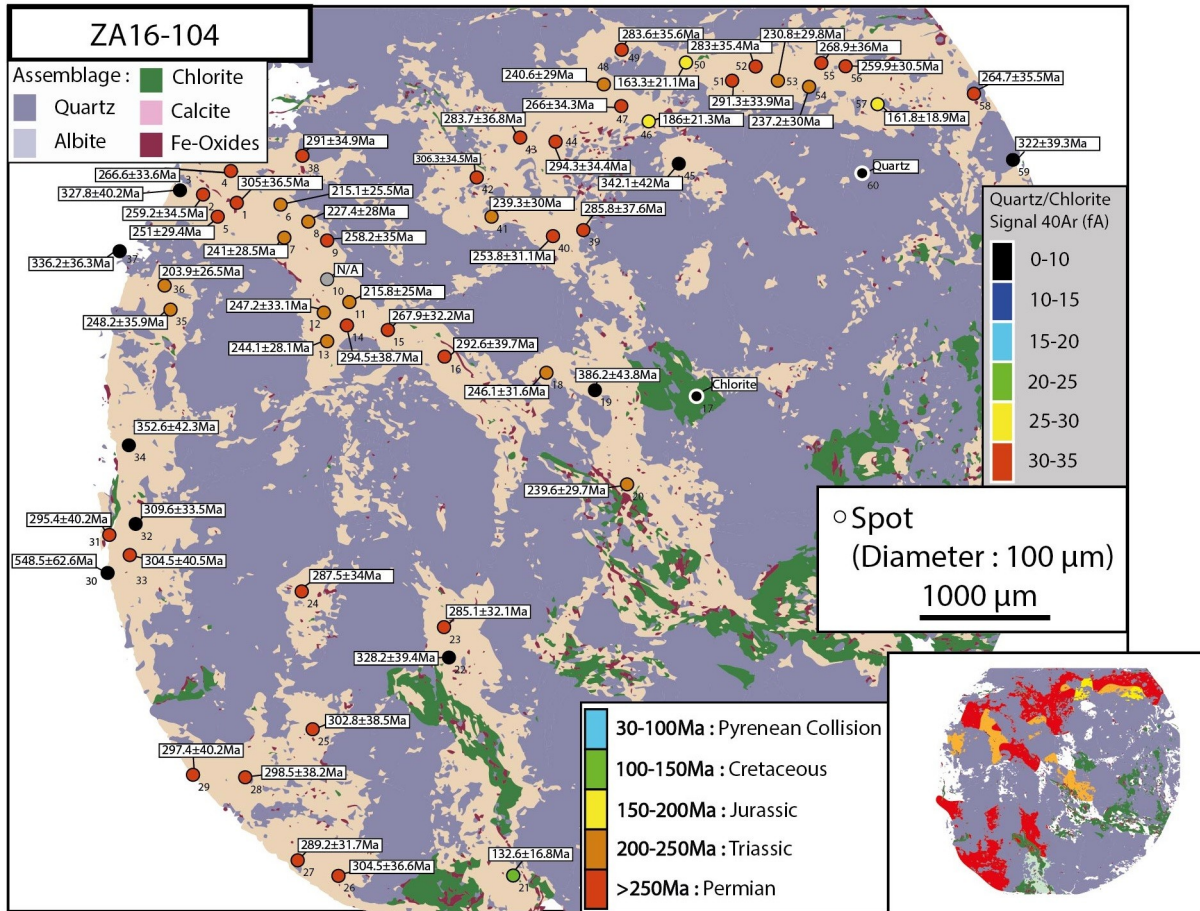 ZA16-104
Assemblage :
Quartz
Albite
Chlorite
Calcite
Fe-Oxides
283.6±35.6Ma
49
283±35.4Ma
50
230.8±29.8Ma
53
268.9±36Ma
55
259.9±30.5Ma
56
264.7±35.5Ma
58
240.6±29Ma
48
163.3±21.1Ma
52
51
291.3±33.9Ma
54
237.2±30Ma
57
161.8±18.9Ma
266±34.3Ma
47
186±21.3Ma
46
283.7±36.8Ma
43
44
294.3±34.4Ma
342.1±42Ma
45
Quartz
60
322±39.3Ma
59
291±34.9Ma
38
266.6±33.6Ma
4
3
327.8±40.2Ma
305±36.5Ma
1
2
259.2±34.5Ma
5
251±29.4Ma
215.1±25.5Ma
6
227.4±28Ma
8
7
241±28.5Ma
258.2±35Ma
9
306.3±34.5Ma
42
239.3±30Ma
41
285.8±37.6Ma
39
40
253.8±31.1Ma
336.2±36.3Ma
37
203.9±26.5Ma
36
248.2±35.9Ma
35
N/A
10
215.8±25Ma
11
247.2±33.1Ma
12
244.1±28.1Ma
13
14
294.5±38.7Ma
267.9±32.2Ma
15
292.6±39.7Ma
16
246.1±31.6Ma
18
386.2±43.8Ma
19
Chlorite
17
352.6±42.3Ma
34
239.6±29.7Ma
20
309.6±33.5Ma
32
295.4±40.2Ma
31
548.5±62.6Ma
30
304.5±40.5Ma
33
287.5±34Ma
24
285.1±32.1Ma
23
328.2±39.4Ma
22
302.8±38.5Ma
25
297.4±40.2Ma
29
298.5±38.2Ma
28
289.2±31.7Ma
27
304.5±36.6Ma
26
132.6±16.8Ma
21
Quartz/Chlorite
Signal 40Ar (fA)
0-10
10-15
15-20
20-25
25-30
30-35
Spot
(Diameter : 100 µm)
1000 µm
30-100Ma : Pyrenean Collision
100-150Ma : Cretaceous
150-200Ma : Jurassic
200-250Ma : Triassic
>250Ma : Permian